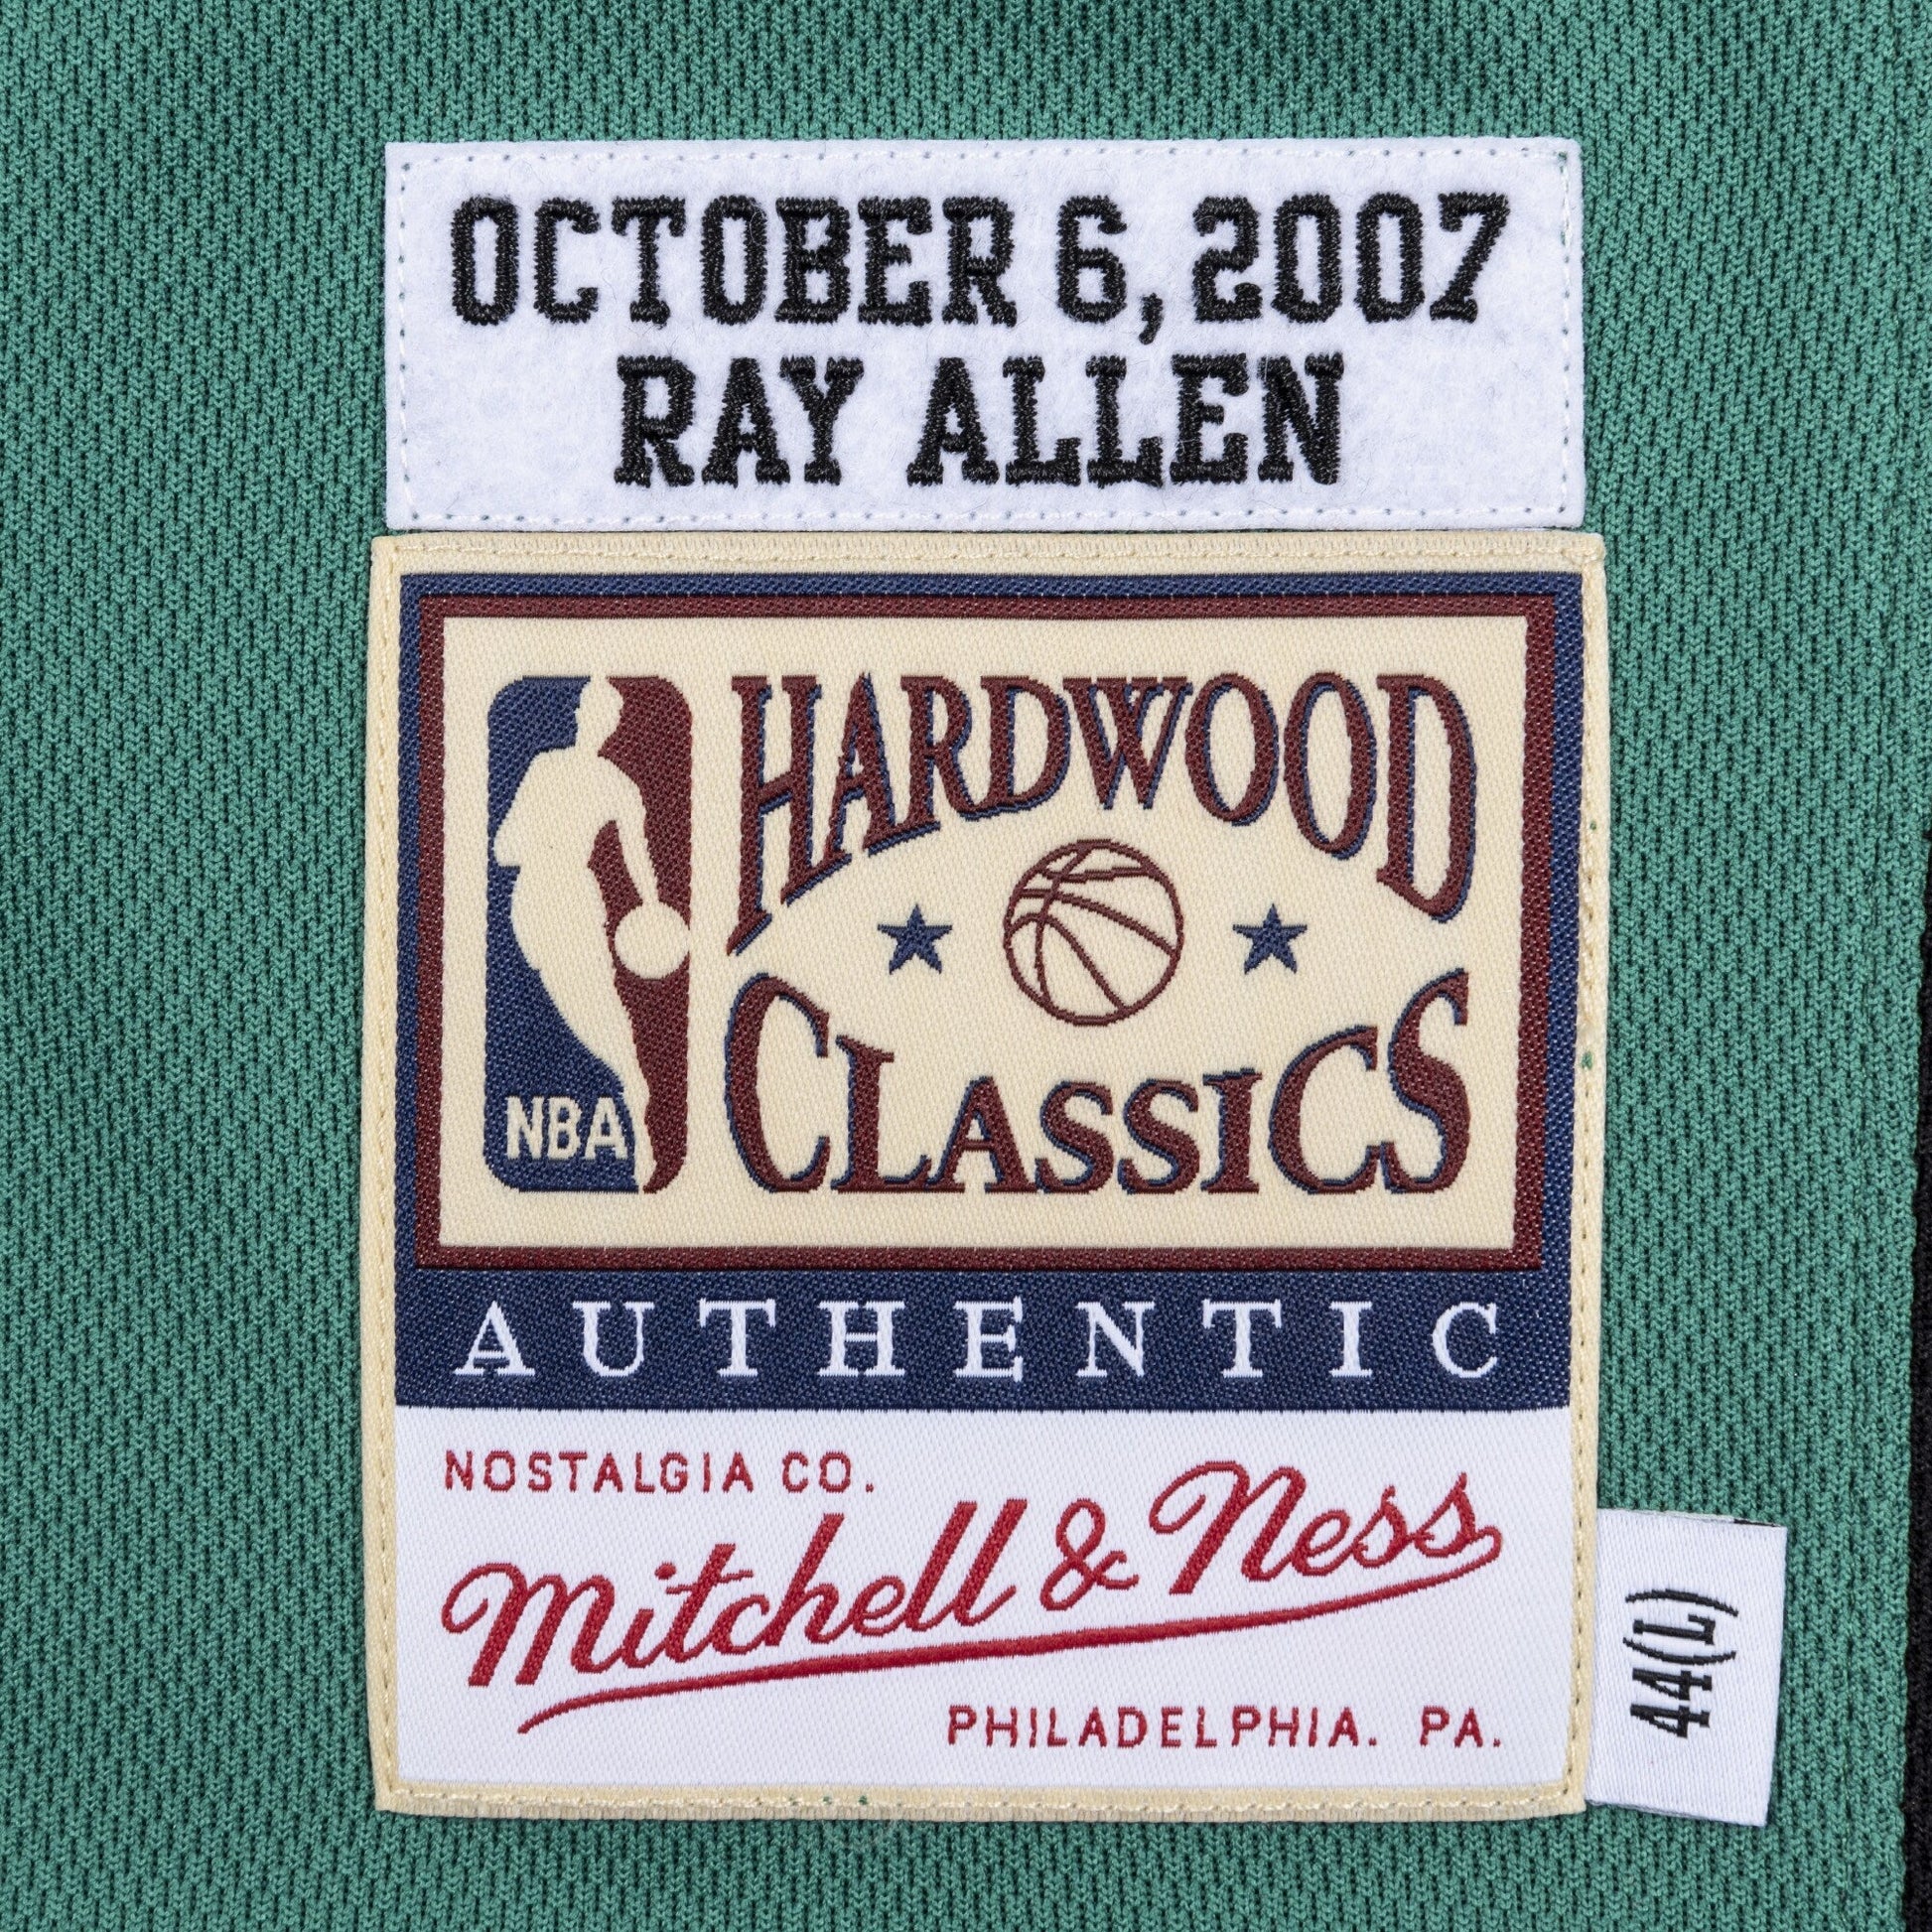 OCTOBER 6, 2007
RAY ALLEN
HARDWOOD
CLASSICS
NBA
AUTHENTIC
NOSTALGIA CO.
Mitchell & Ness
PHILADELPHIA. PA.
44(L)